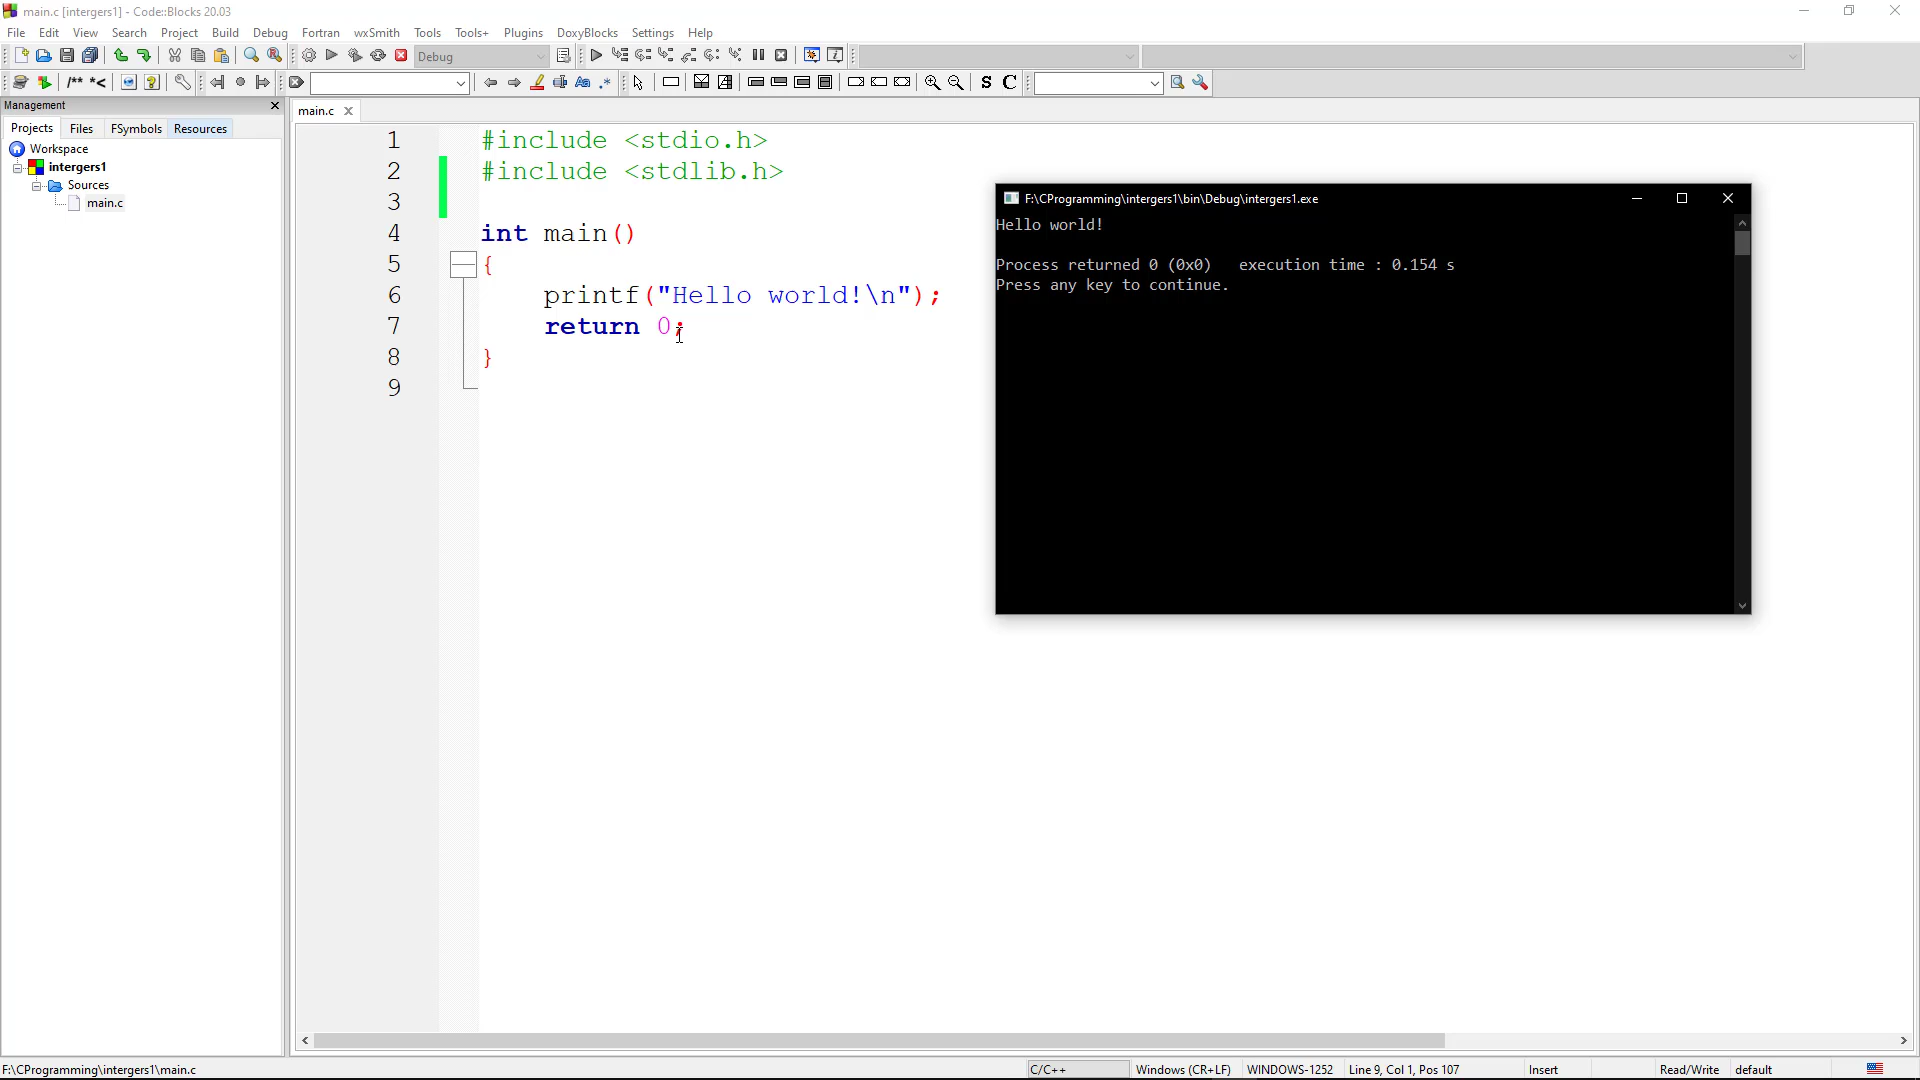 main.c [intergers1] - Code::Blocks 20.03
File Edit View Search Project Build Debug Fortran wxSmith Tools Tools+ Plugins DoxyBlocks Settings Help
Debug
/** *<
Aa .* S C
Management
Projects Files FSymbols Resources
Workspace
intergers1
Sources
main.c
main.c
1 #include <stdio.h>
2 #include <stdlib.h>
3
4 int main()
5 {
6 printf("Hello world!\n");
7 return 0;
8 }
9
F:\CProgramming\intergers1\bin\Debug\intergers1.exe
Hello world!
Process returned 0 (0x0) execution time : 0.154 s
Press any key to continue.
F:\CProgramming\intergers1\main.c C/C++ Windows (CR+LF) WINDOWS-1252 Line 9, Col 1, Pos 107 Insert Read/Write default